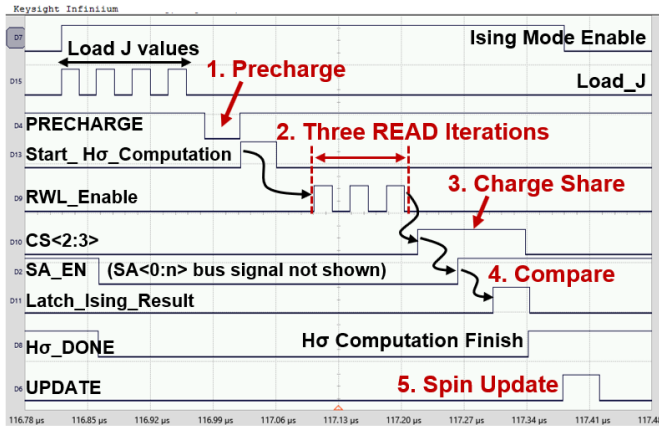 Keysight Infiniium
D7
Ising Mode Enable
Load J values
D15
Load_J
1. Precharge
D4
PRECHARGE
2. Three READ Iterations
D13
Start_ Hσ_Computation
D9
RWL_Enable
3. Charge Share
D10
CS<2:3>
D2
SA_EN (SA<0:n> bus signal not shown)
4. Compare
D11
Latch_Ising_Result
Hσ Computation Finish
D8
Hσ_DONE
D6
UPDATE
5. Spin Update
116.78 µs 116.85 µs 116.92 µs 116.99 µs 117.06 µs 117.13 µs 117.20 µs 117.27 µs 117.34 µs 117.41 µs 117.48